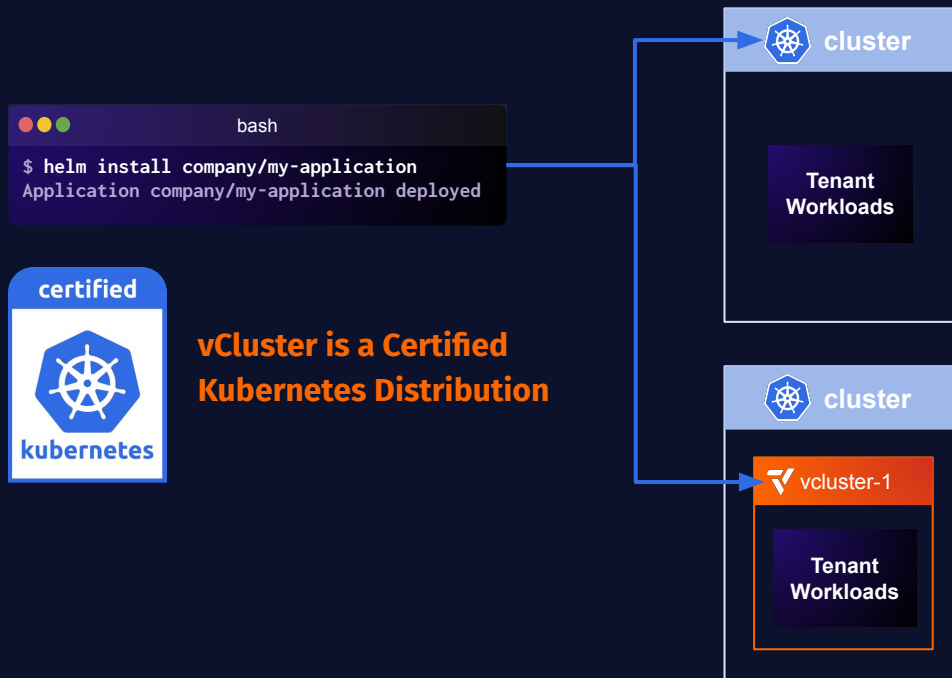 bash
$ helm install company/my-application
Application company/my-application deployed
certified
kubernetes
vCluster is a Certified
Kubernetes Distribution
cluster
Tenant
Workloads
cluster
vcluster-1
Tenant
Workloads